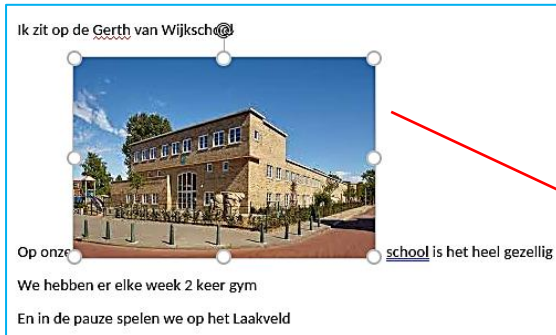 Ik zit op de Gerth van Wijkschool
Op onze school is het heel gezellig
We hebben er elke week 2 keer gym
En in de pauze spelen we op het Laakveld